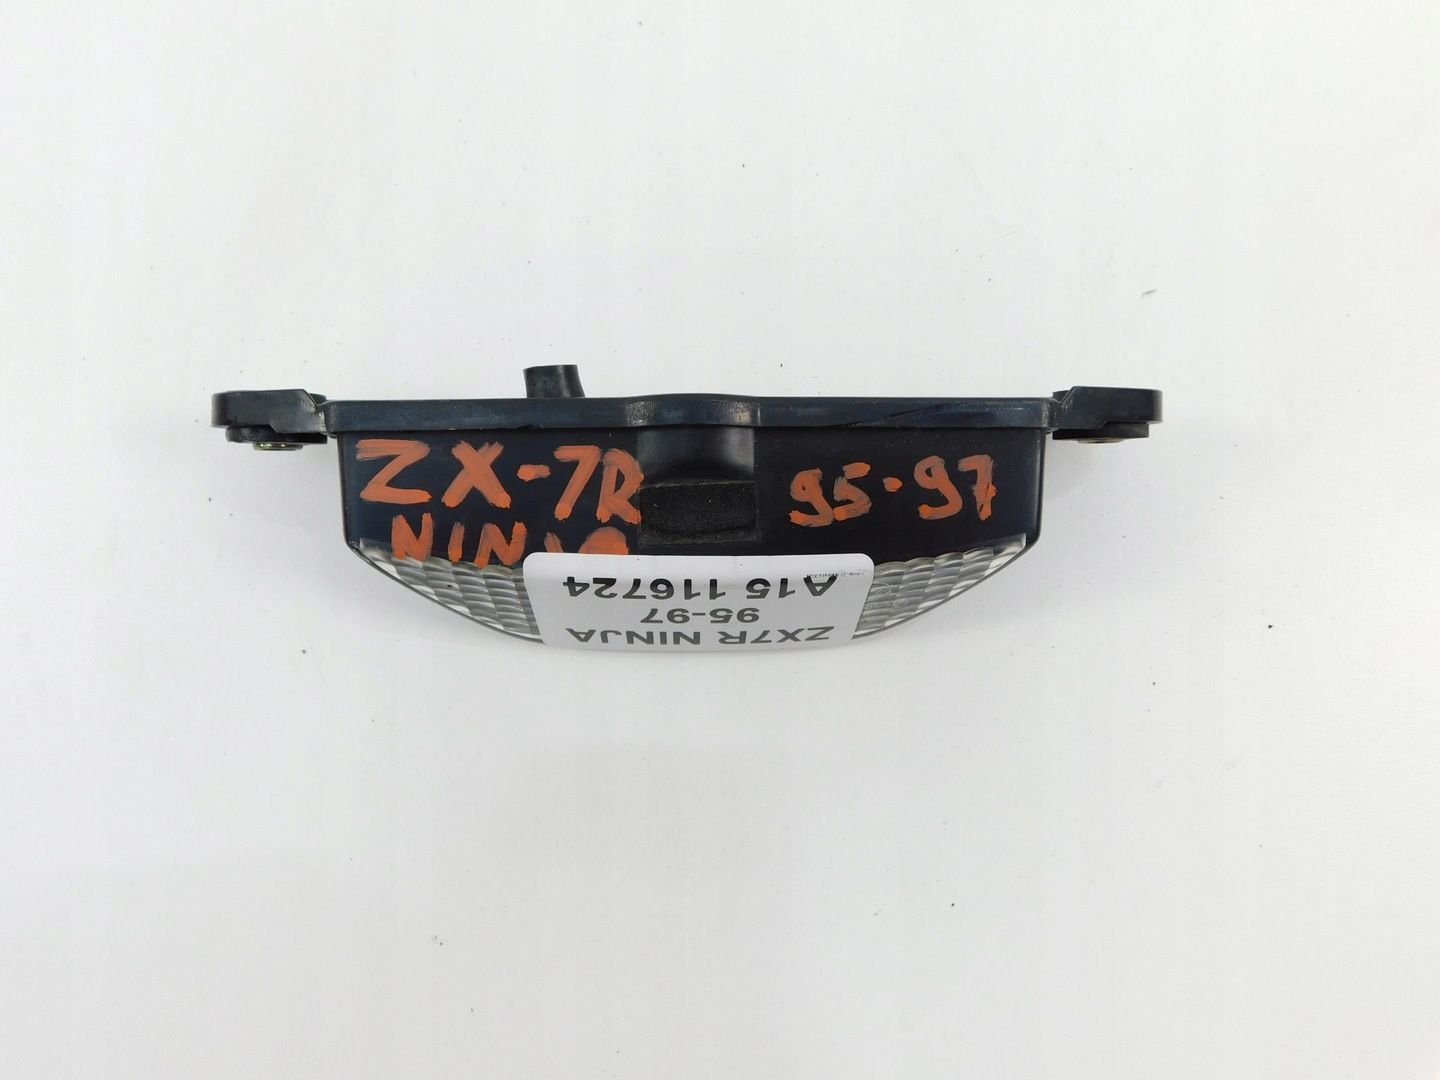 ZX-7R 95-97
NINJA
ZX7R NINJA
95-97
A15 116724